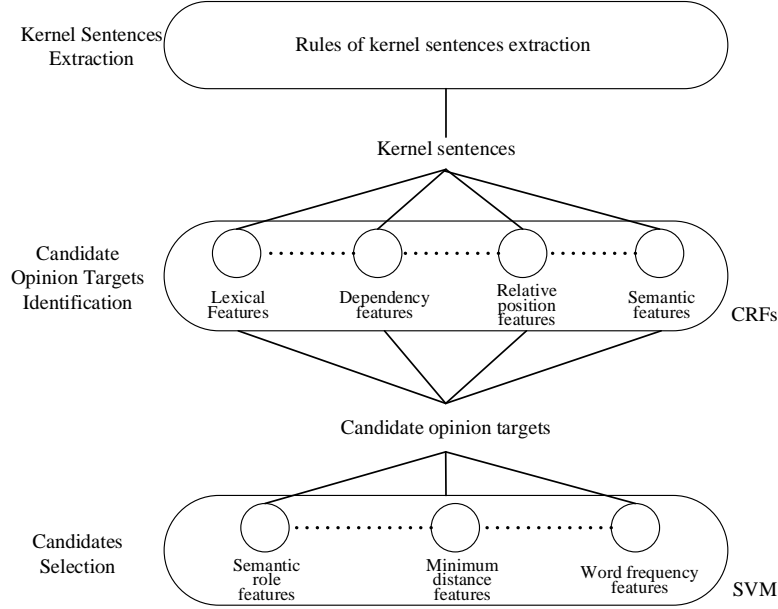 Kernel Sentences
Extraction
Rules of kernel sentences extraction
Kernel sentences
Candidate
Opinion Targets
Identification
Lexical
Features
Dependency
features
Relative
position
features
Semantic
features
CRFs
Candidate opinion targets
Candidates
Selection
Semantic
role
features
Minimum
distance
features
Word frequency
features
SVM